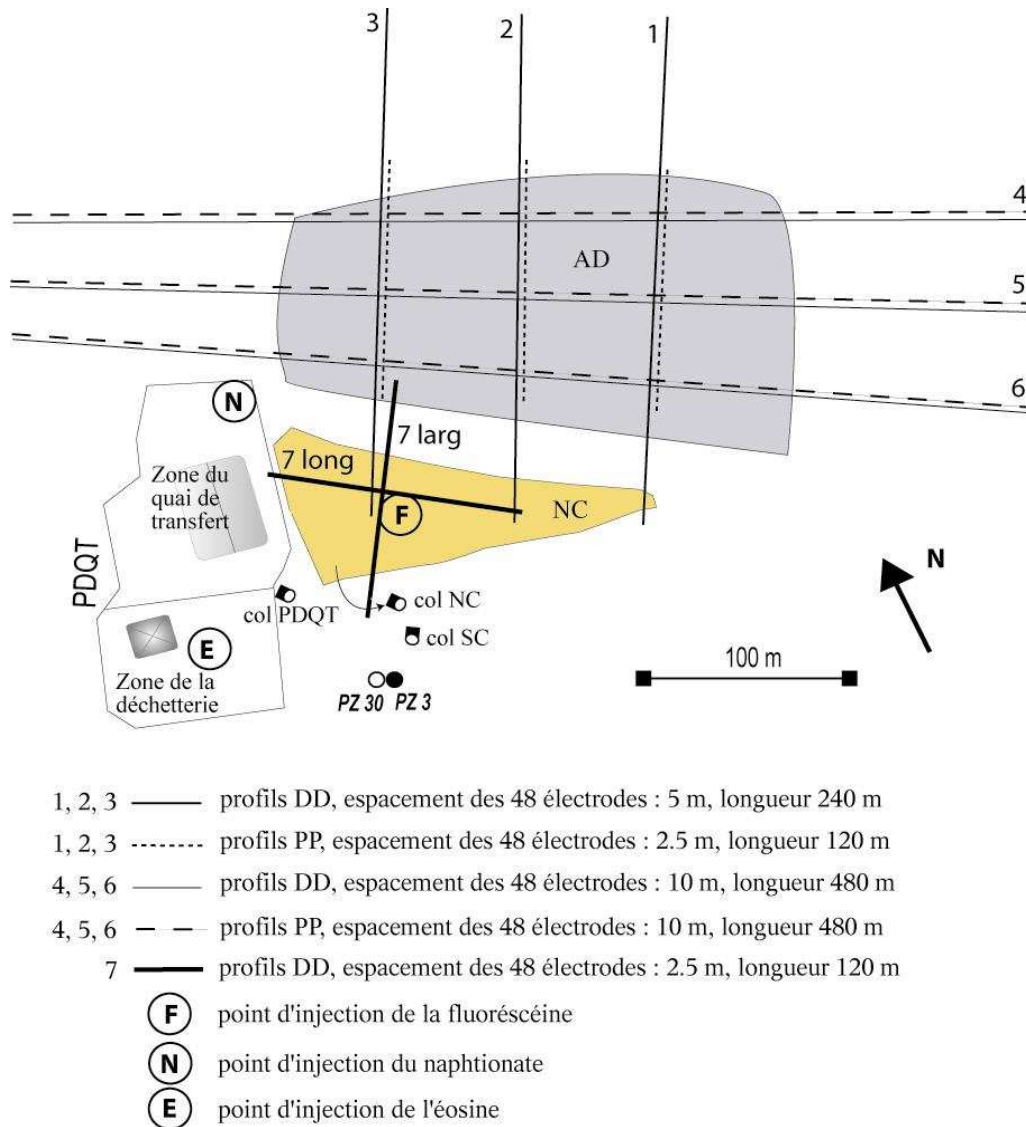 3
2
1
4
AD
5
6
N
7 larg
7 long
Zone du
quai de
transfert
F
NC
PDQT
N
col PDQT
col NC
col SC
E
Zone de la
déchetterie
100 m
PZ 30 PZ 3
1, 2, 3 profils DD, espacement des 48 électrodes : 5 m, longueur 240 m
1, 2, 3 profils PP, espacement des 48 électrodes : 2.5 m, longueur 120 m
4, 5, 6 profils DD, espacement des 48 électrodes : 10 m, longueur 480 m
4, 5, 6 profils PP, espacement des 48 électrodes : 10 m, longueur 480 m
7 profils DD, espacement des 48 électrodes : 2.5 m, longueur 120 m
F point d'injection de la fluoréscéine
N point d'injection du naphtionate
E point d'injection de l'éosine